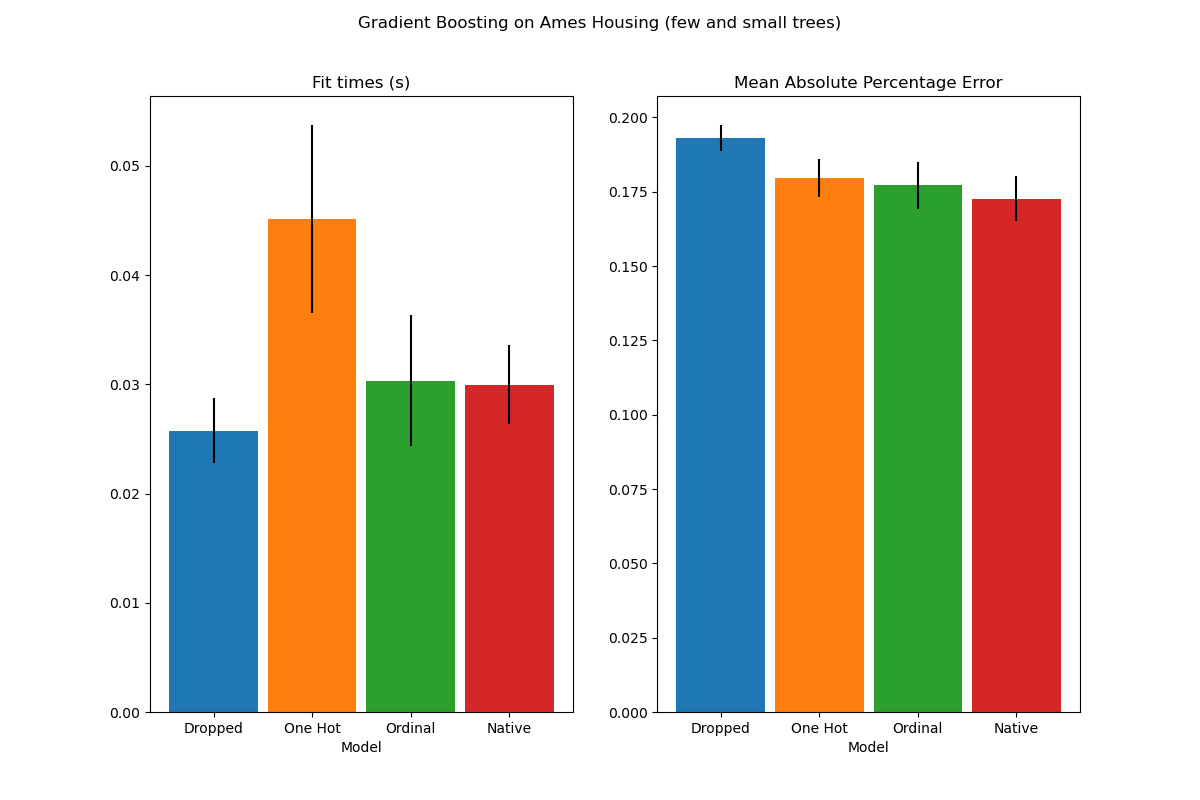 Gradient Boosting on Ames Housing (few and small trees)
Fit times (s)
0.05
0.04
0.03
0.02
0.01
0.00
Dropped One Hot Ordinal Native
Model
Mean Absolute Percentage Error
0.200
0.175
0.150
0.125
0.100
0.075
0.050
0.025
0.000
Dropped One Hot Ordinal Native
Model